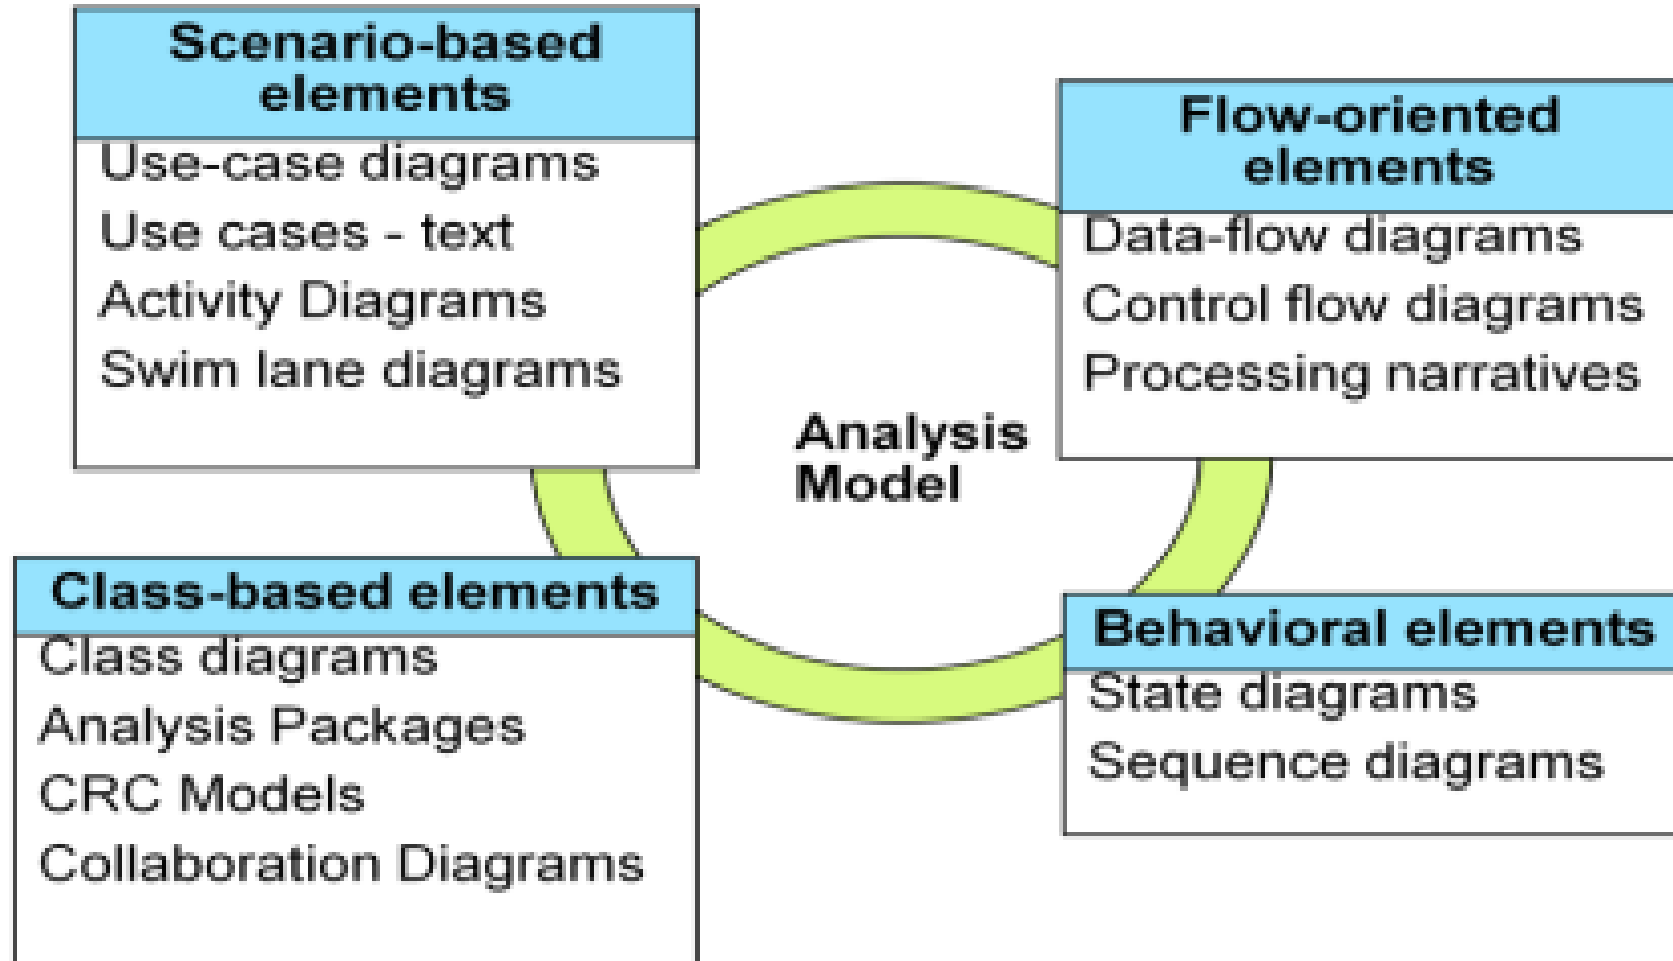 Scenario-based
elements
Use-case diagrams
Use cases - text
Activity Diagrams
Swim lane diagrams
Flow-oriented
elements
Data-flow diagrams
Control flow diagrams
Processing narratives
Analysis
Model
Class-based elements
Class diagrams
Analysis Packages
CRC Models
Collaboration Diagrams
Behavioral elements
State diagrams
Sequence diagrams